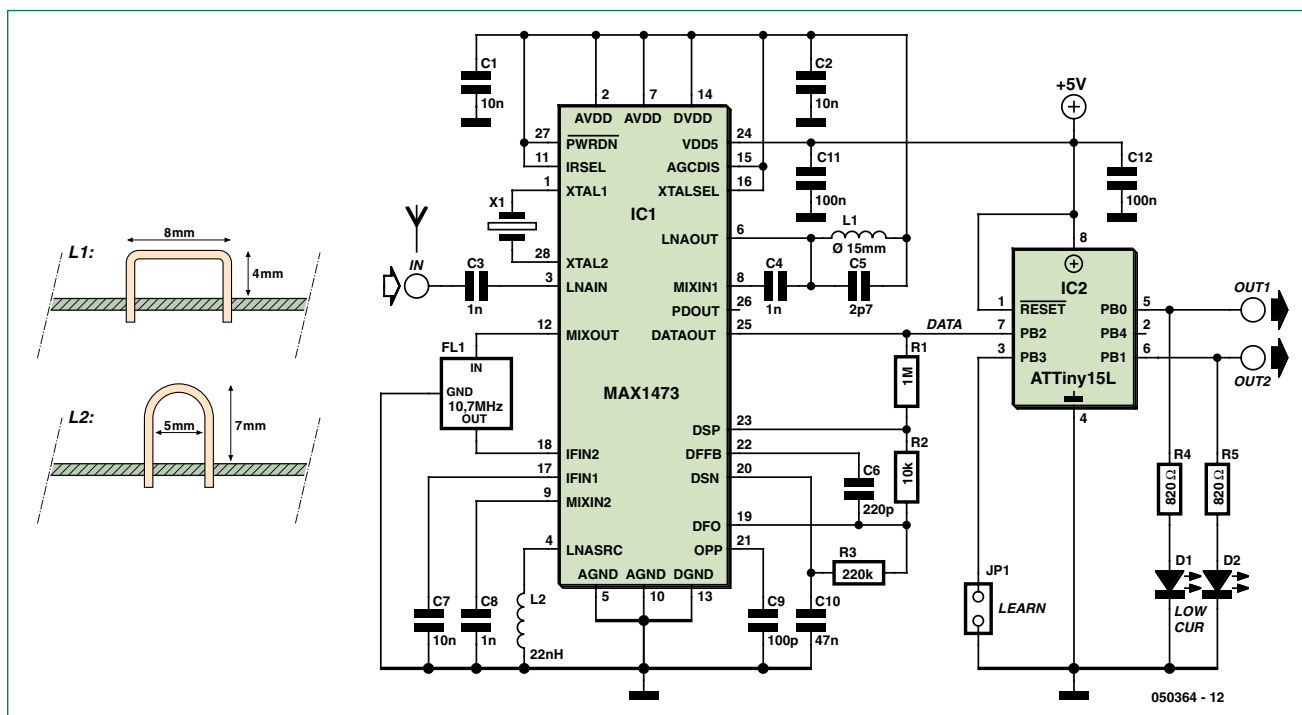 L1:
8mm
4mm
L2:
5mm
7mm
C1
10n
C2
10n
2
7
14
AVDD
AVDD
DVDD
27
PWRDN
11
IRSEL
1
XTAL1
X1
28
XTAL2
IN
C3
1n
3
LNAIN
12
MIXOUT
FL1
IN
GND
10,7MHz
OUT
18
IFIN2
17
IFIN1
9
MIXIN2
4
LNASRC
IC1
MAX1473
VDD5
24
AGCDIS
15
XTALSEL
16
LNAOUT
6
MIXIN1
8
PDOUT
26
DATAOUT
25
DSP
23
DFFB
22
DSN
20
DFO
19
OPP
21
AGND
AGND
DGND
5
10
13
C7
10n
C8
1n
L2
22nH
C9
100p
C10
47n
R3
220k
C6
220p
R1
1M
R2
10k
C11
100n
L1
Ø 15mm
C4
1n
C5
2p7
DATA
+5V
C12
100n
8
IC2
1
RESET
7
PB2
3
PB3
PB0
5
PB4
2
PB1
6
ATTiny15L
4
OUT1
OUT2
R4
820 Ω
R5
820 Ω
D1
D2
LOW
CUR
JP1
LEARN
050364 - 12